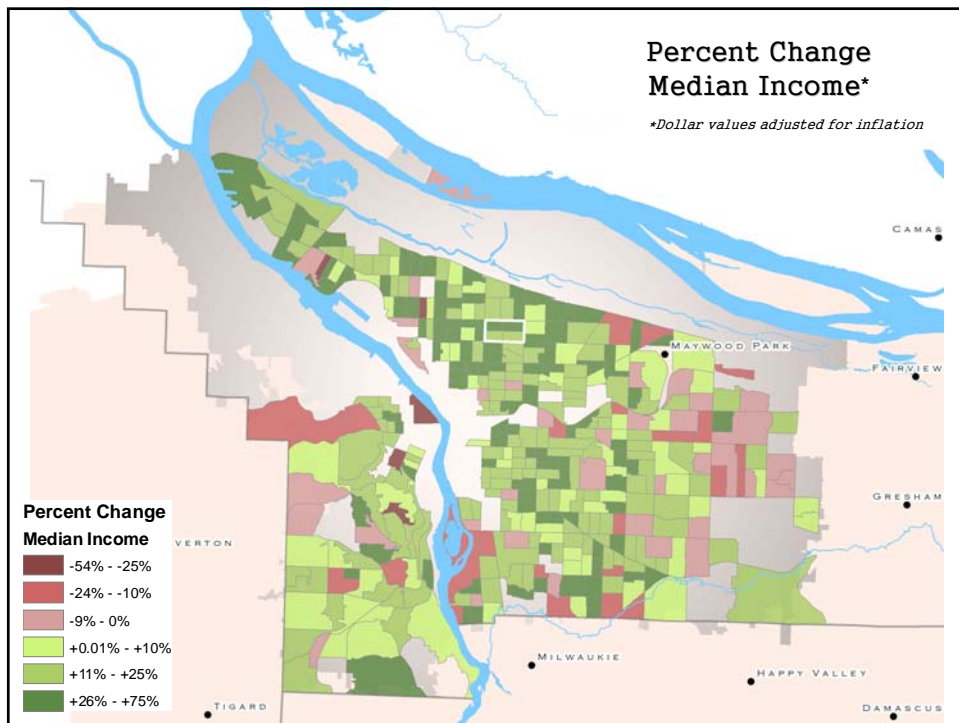 Percent Change
Median Income*
*Dollar values adjusted for inflation
CAMAS
MAYWOOD PARK
FAIRVIEW
GRESHAM
Percent Change
Median Income
VERTON
-54% - -25%
-24% - -10%
-9% - 0%
+0.01% - +10%
+11% - +25%
+26% - +75%
MILWAUKIE
HAPPY VALLEY
TIGARD
DAMASCUS